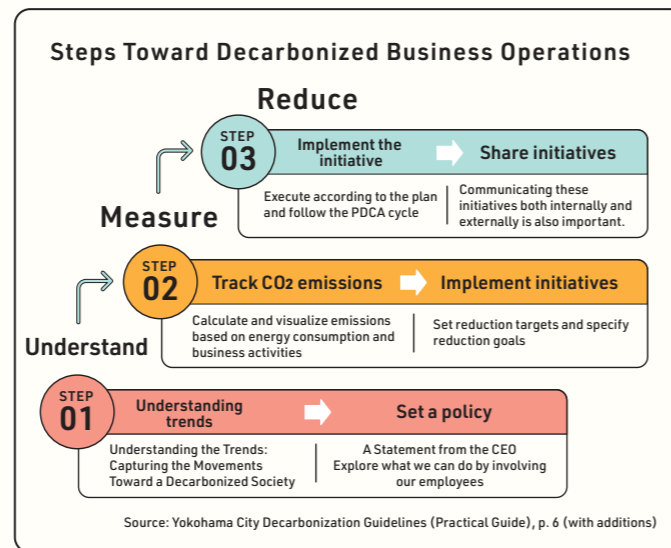 Steps Toward Decarbonized Business Operations
Reduce
STEP
03
Implement the
initiative
Share initiatives
Execute according to the plan
and follow the PDCA cycle
Communicating these
initiatives both internally and
externally is also important.
Measure
STEP
02
Track CO2 emissions
Implement initiatives
Calculate and visualize emissions
based on energy consumption and
business activities
Set reduction targets and specify
reduction goals
Understand
STEP
01
Understanding
trends
Set a policy
Understanding the Trends:
Capturing the Movements
Toward a Decarbonized Society
A Statement from the CEO
Explore what we can do by involving
our employees
Source: Yokohama City Decarbonization Guidelines (Practical Guide), p. 6 (with additions)